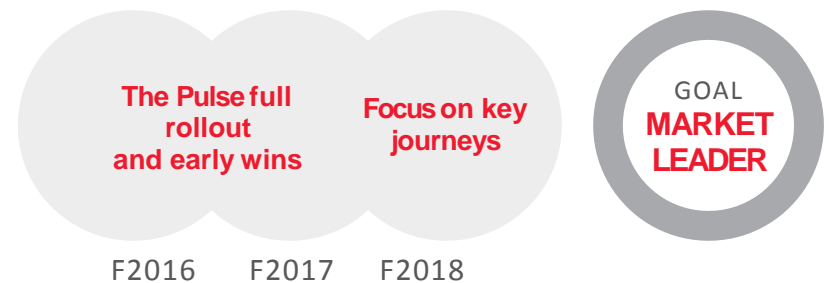 The Pulse full
rollout
and early wins
Focus on key
journeys
GOAL
MARKET
LEADER
F2016
F2017
F2018